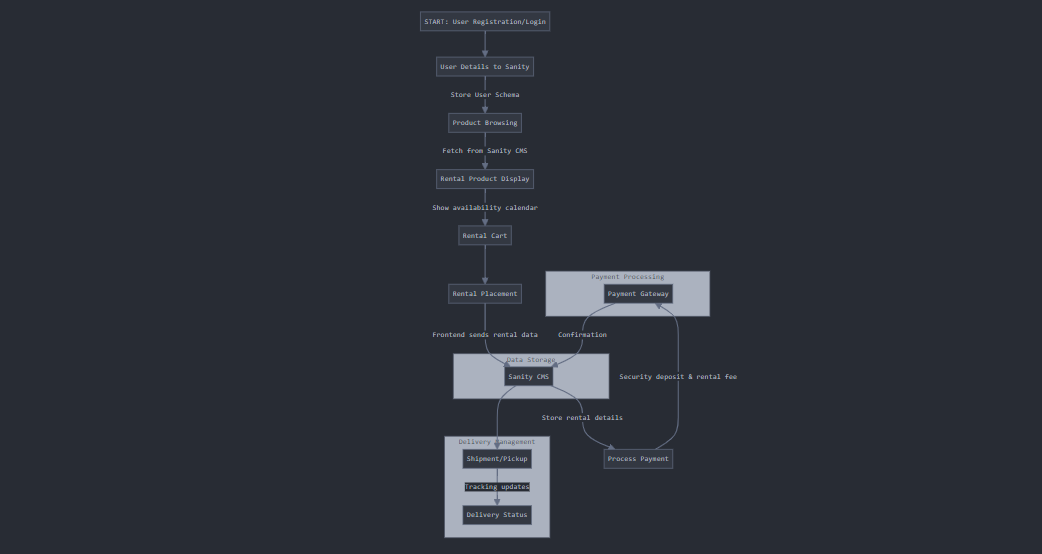 START: User Registration/Login
User Details to Sanity
Store User Schema
Product Browsing
Fetch from Sanity CMS
Rental Product Display
Show availability calendar
Rental Cart
Payment Processing
Payment Gateway
Rental Placement
Frontend sends rental data
Confirmation
Data Storage
Sanity CMS
Security deposit & rental fee
Store rental details
Delivery Management
Shipment/Pickup
Process Payment
Tracking updates
Delivery Status